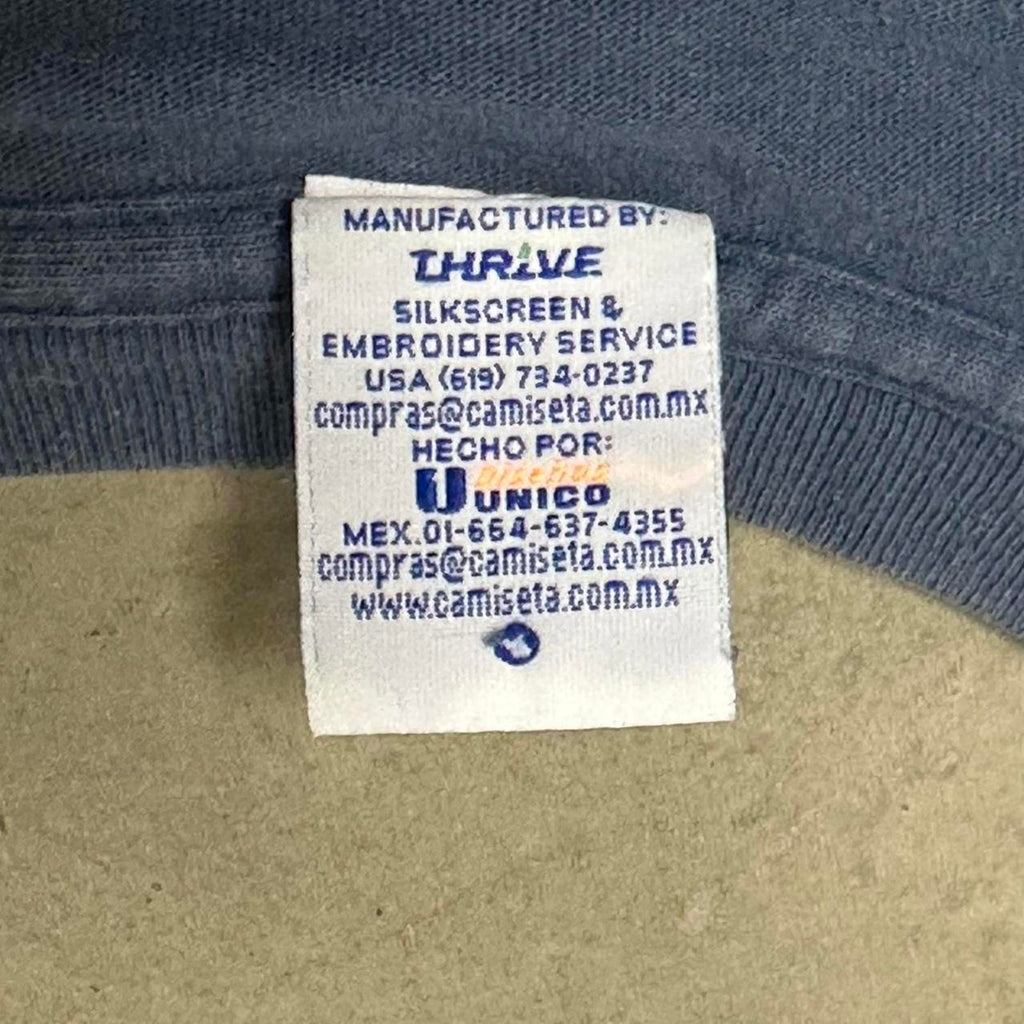 MANUFACTURED BY:
THRIVE
SILKSCREEN &
EMBROIDERY SERVICE
USA (619) 734-0237
compras@camiseta.com.mx
HECHO POR:
Diseños
UNICO
MEX.01-664-637-4355
compras@camiseta.com.mx
www.camiseta.com.mx